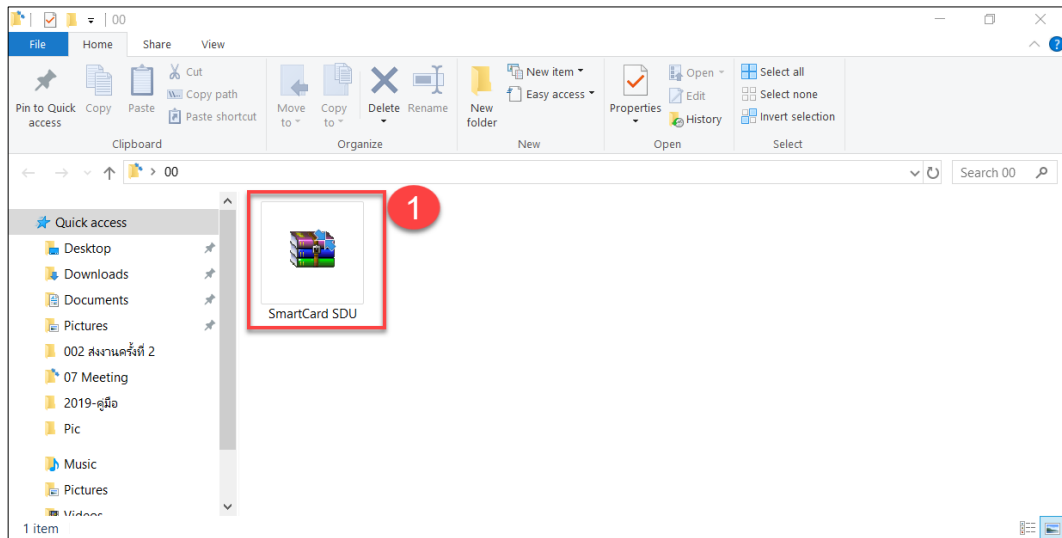 00
File Home Share View
?
Pin to Quick access
Copy
Paste
Cut
Copy path
Paste shortcut
Clipboard
Move to
Copy to
Delete
Rename
Organize
New folder
New item
Easy access
New
Properties
Open
Edit
History
Open
Select all
Select none
Invert selection
Select
00
Search 00
Quick access
Desktop
Downloads
Documents
Pictures
002 ส่งงานครั้งที่ 2
07 Meeting
2019-คู่มือ
Pic
Music
Pictures
Videos
1
SmartCard SDU
1 item